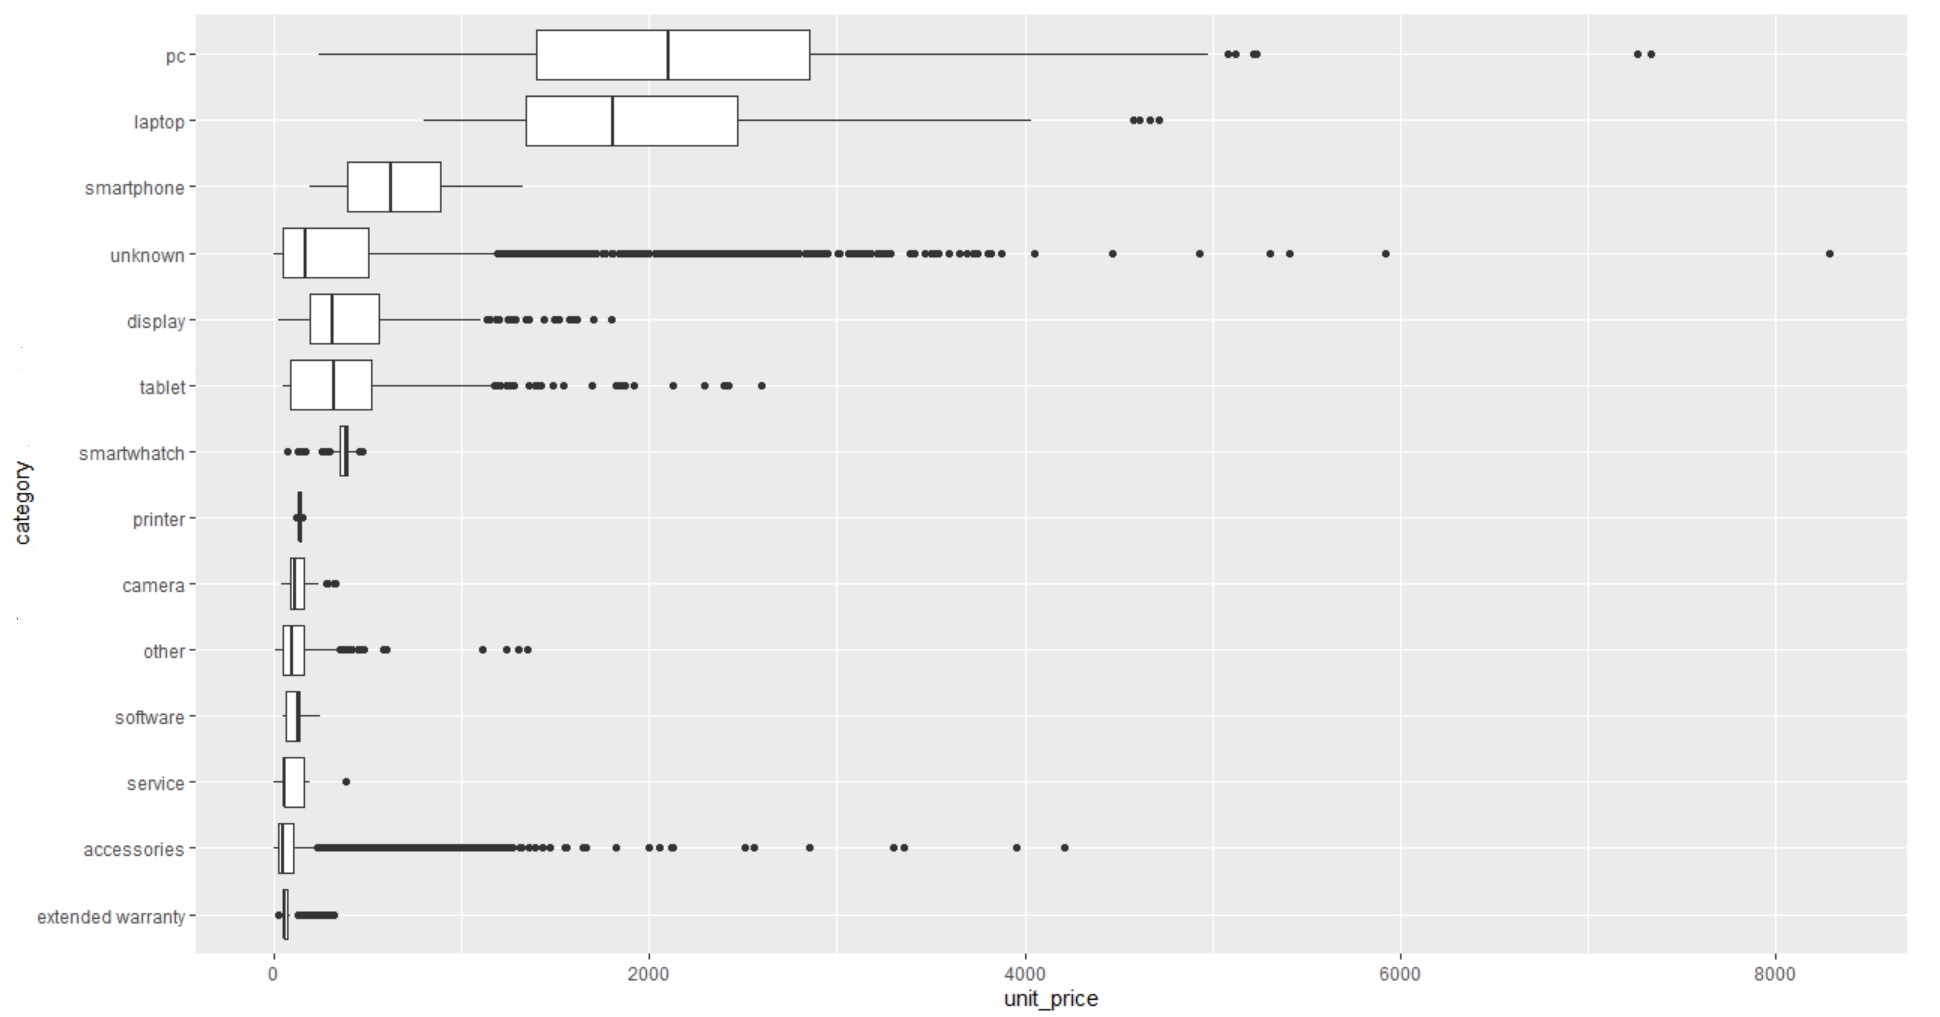 pc
laptop
smartphone
unknown
display
tablet
smartwhatch
printer
camera
other
software
service
accessories
extended warranty
category
0 2000 4000 6000 8000
unit_price